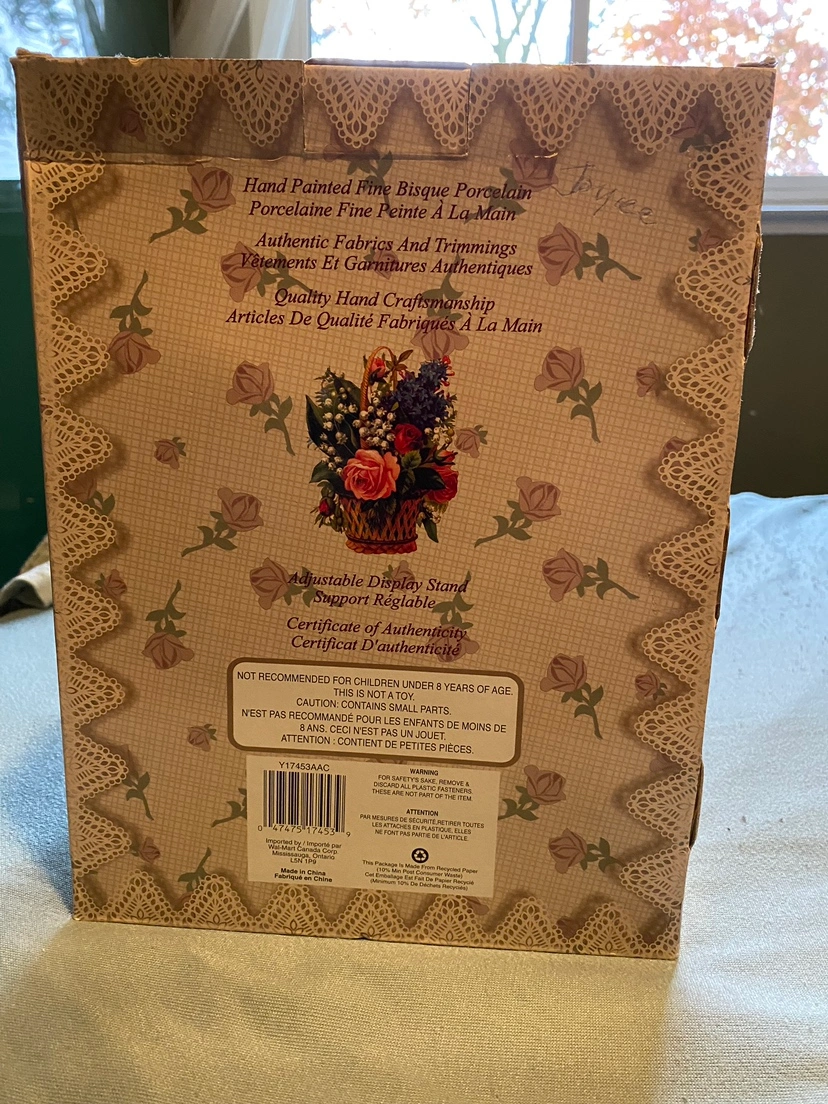 Joyce
Hand Painted Fine Bisque Porcelain
Porcelaine Fine Peinte À La Main
Authentic Fabrics And Trimmings
Vêtements Et Garnitures Authentiques
Quality Hand Craftsmanship
Articles De Qualité Fabriqués À La Main
Adjustable Display Stand
Support Réglable
Certificate of Authenticity
Certificat D'authenticité
NOT RECOMMENDED FOR CHILDREN UNDER 8 YEARS OF AGE.
THIS IS NOT A TOY.
CAUTION: CONTAINS SMALL PARTS.
N'EST PAS RECOMMANDÉ POUR LES ENFANTS DE MOINS DE
8 ANS. CECI N'EST PAS UN JOUET.
ATTENTION : CONTIENT DE PETITES PIÈCES.
Y17453AAC
0 47475 17453 9
Imported by / Importé par
Wal-Mart Canada Corp.
Mississauga, Ontario
L5N 1P9
Made in China
Fabriqué en Chine
WARNING
FOR SAFETY'S SAKE, REMOVE &
DISCARD ALL PLASTIC FASTENERS.
THESE ARE NOT PART OF THE ITEM.
ATTENTION
PAR MESURES DE SÉCURITÉ,RETIRER TOUTES
LES ATTACHES EN PLASTIQUE, ELLES
NE FONT PAS PARTIE DE L'ARTICLE.
This Package Is Made From Recycled Paper
(10% Min Post Consumer Waste)
Cet Emballage Est Fait De Papier Recyclé
(Minimum 10% De Déchets Recyclés)